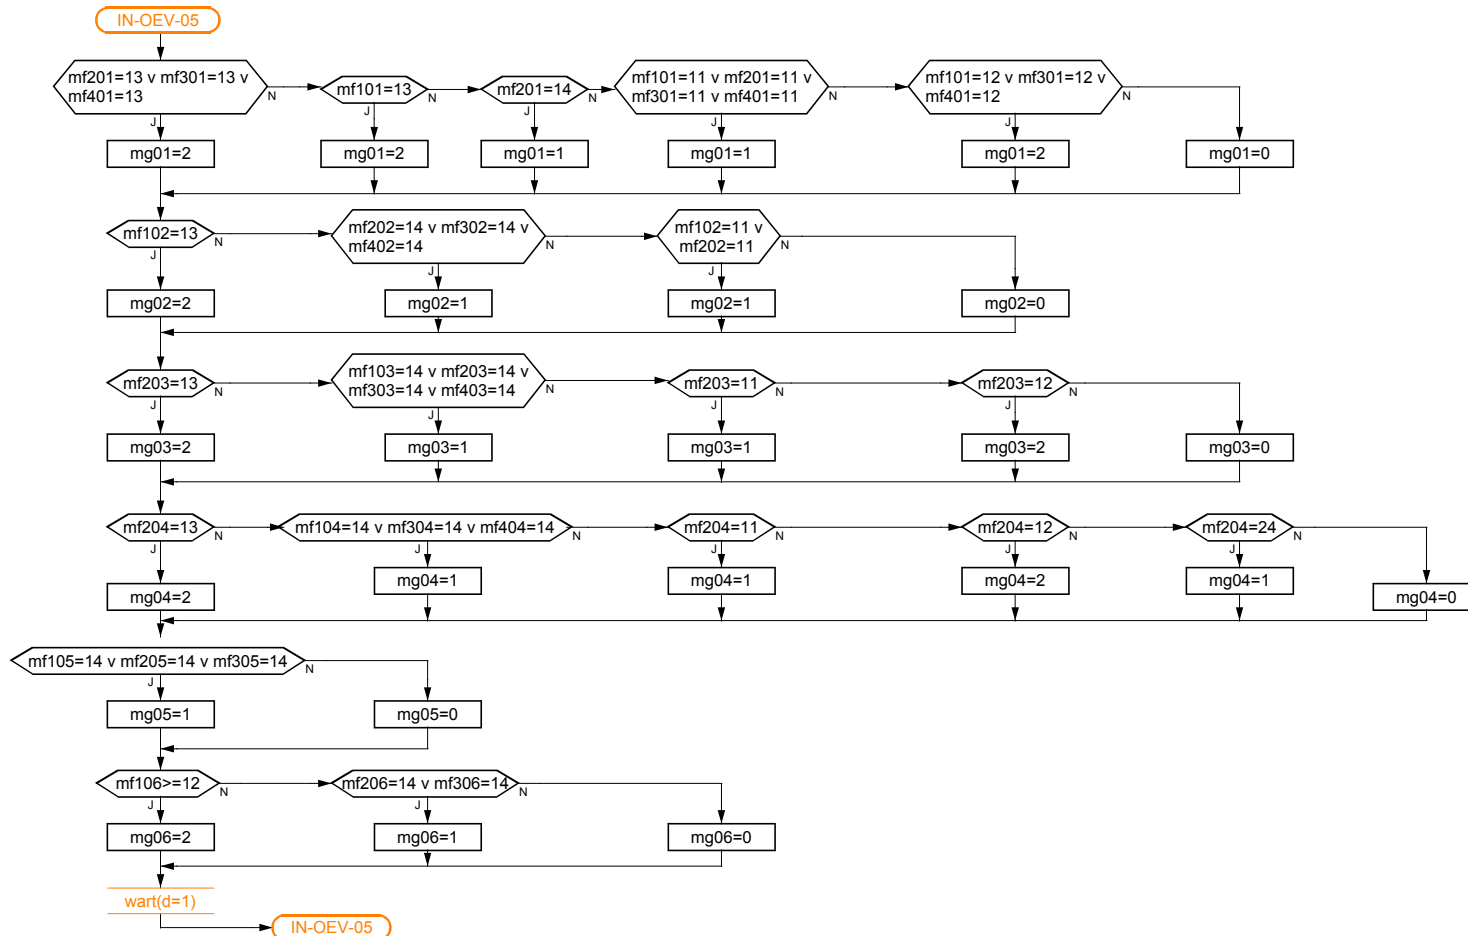 IN-OEV-05
mf201=13 v mf301=13 v
mf401=13
N
J
mf101=13
N
J
mf201=14
N
J
mf101=11 v mf201=11 v
mf301=11 v mf401=11
N
J
mf101=12 v mf301=12 v
mf401=12
N
J
mg01=2
mg01=2
mg01=1
mg01=1
mg01=2
mg01=0
mf102=13
N
J
mf202=14 v mf302=14 v
mf402=14
N
J
mf102=11 v
mf202=11
N
J
mg02=2
mg02=1
mg02=1
mg02=0
mf203=13
N
J
mf103=14 v mf203=14 v
mf303=14 v mf403=14
N
J
mf203=11
N
J
mf203=12
N
J
mg03=2
mg03=1
mg03=1
mg03=2
mg03=0
mf204=13
N
J
mf104=14 v mf304=14 v mf404=14
N
J
mf204=11
N
J
mf204=12
N
J
mf204=24
N
J
mg04=2
mg04=1
mg04=1
mg04=2
mg04=1
mg04=0
mf105=14 v mf205=14 v mf305=14
N
J
mg05=1
mg05=0
mf106>=12
N
J
mf206=14 v mf306=14
N
J
mg06=2
mg06=1
mg06=0
wart(d=1)
IN-OEV-05